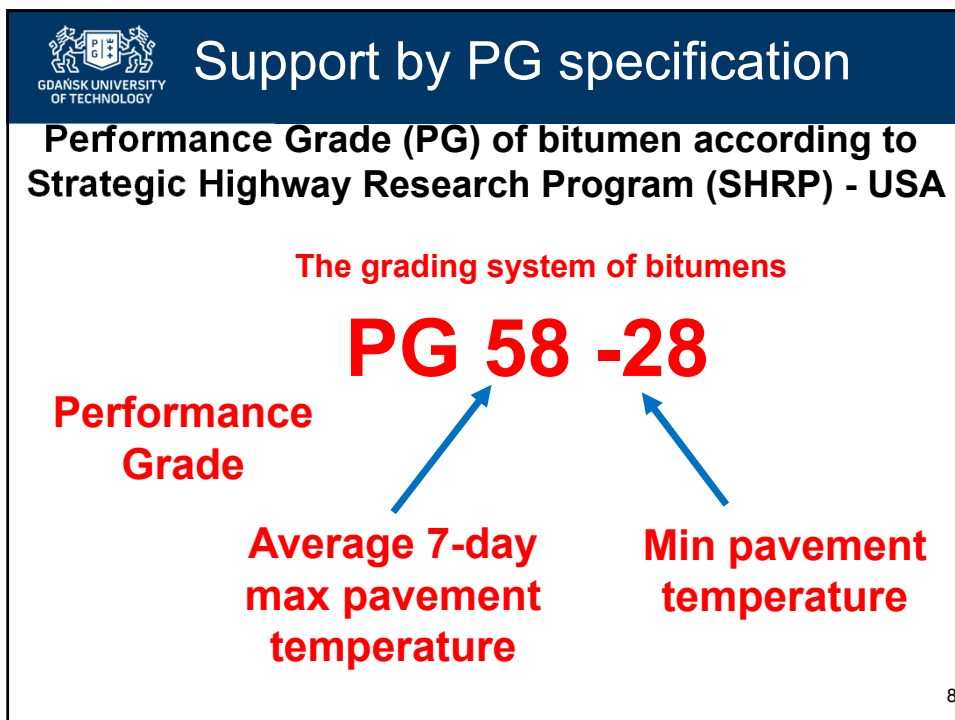 PG
GDAŃSK UNIVERSITY
OF TECHNOLOGY
Support by PG specification
Performance Grade (PG) of bitumen according to
Strategic Highway Research Program (SHRP) - USA
The grading system of bitumens
PG 58 -28
Performance
Grade
Average 7-day
max pavement
temperature
Min pavement
temperature
8